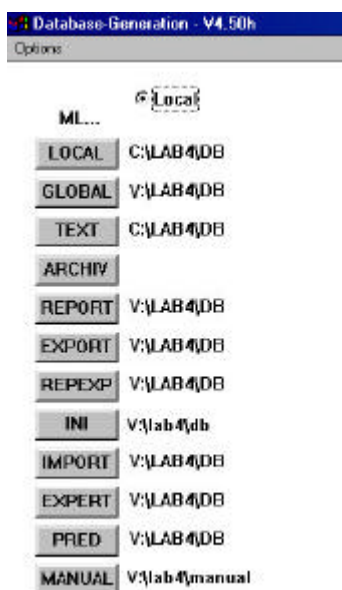 Database-Generation - V4.50h
Options
Local
ML...
LOCAL C:\LAB4\DB
GLOBAL V:\LAB4\DB
TEXT C:\LAB4\DB
ARCHIV
REPORT V:\LAB4\DB
EXPORT V:\LAB4\DB
REPEXP V:\LAB4\DB
INI V:\lab4\db
IMPORT V:\LAB4\DB
EXPERT V:\LAB4\DB
PRED V:\LAB4\DB
MANUAL V:\lab4\manual